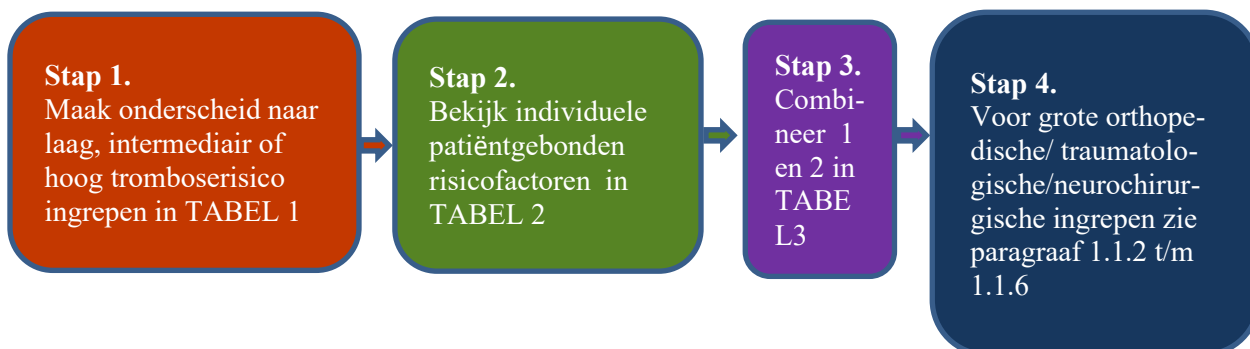 Stap 1.
Maak onderscheid naar
laag, intermediair of
hoog tromboserisico
ingrepen in TABEL 1
Stap 2.
Bekijk individuele
patiëntgebonden
risicofactoren in
TABEL 2
Stap 3.
Combi-
neer 1
en 2 in
TABE
L3
Stap 4.
Voor grote orthope-
dische/ traumatolo-
gische/neurochirur-
gische ingrepen zie
paragraaf 1.1.2 t/m
1.1.6